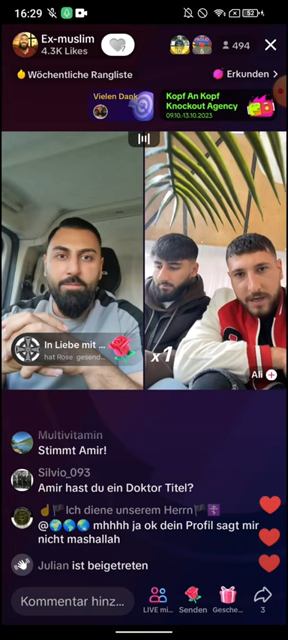 16:29
52
Ex-muslim
4.3K Likes
494
Wöchentliche Rangliste
Erkunden >
Vielen Dank
Kopf An Kopf
Knockout Agency
09.10-13.10.2023
In Liebe mit ...
hat Rose gesend...
x1
Ali
Multivitamin
Stimmt Amir!
Silvio_093
Amir hast du ein Doktor Titel?
☝🏴Ich diene unserem Herrn🏴☪
@🌎🌎🌎 mhhhh ja ok dein Profil sagt mir
nicht mashallah
Julian ist beigetreten
Kommentar hinz...
LIVE mi...
Senden
Gesche...
3